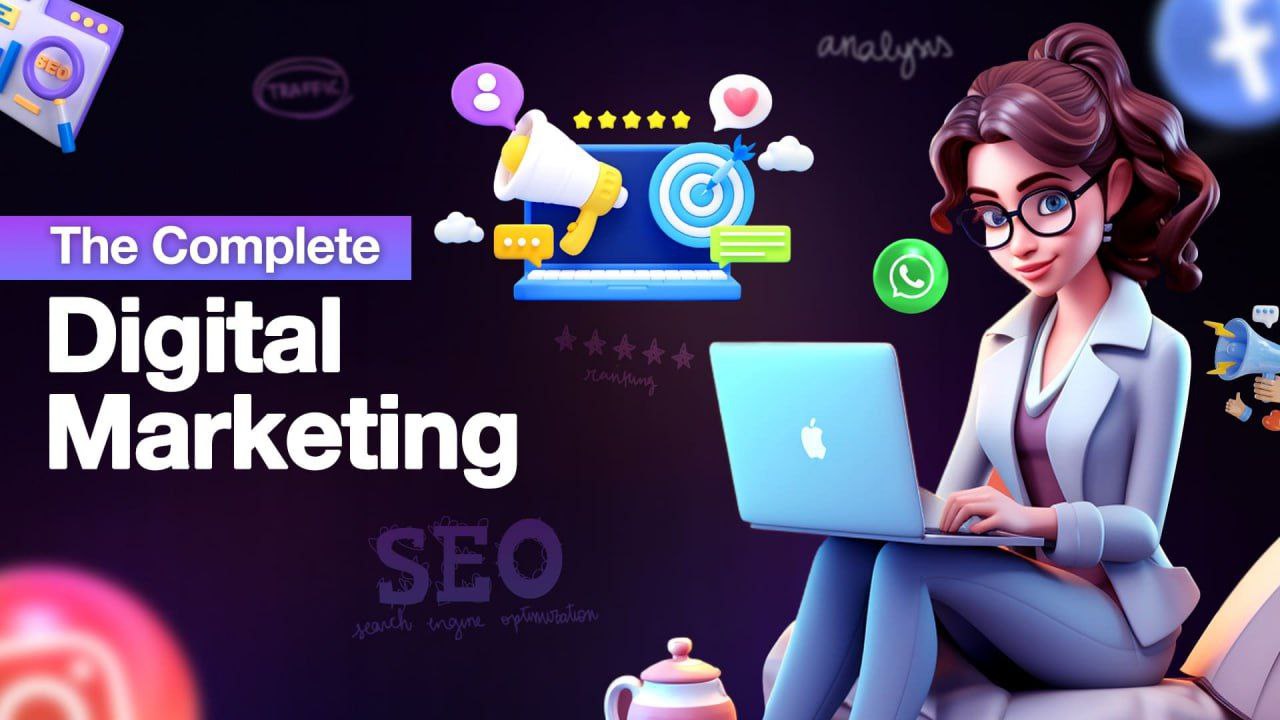 SEO
TRAFFIC
analysis
The Complete
Digital
Marketing
ranking
SEO
search engine optimization